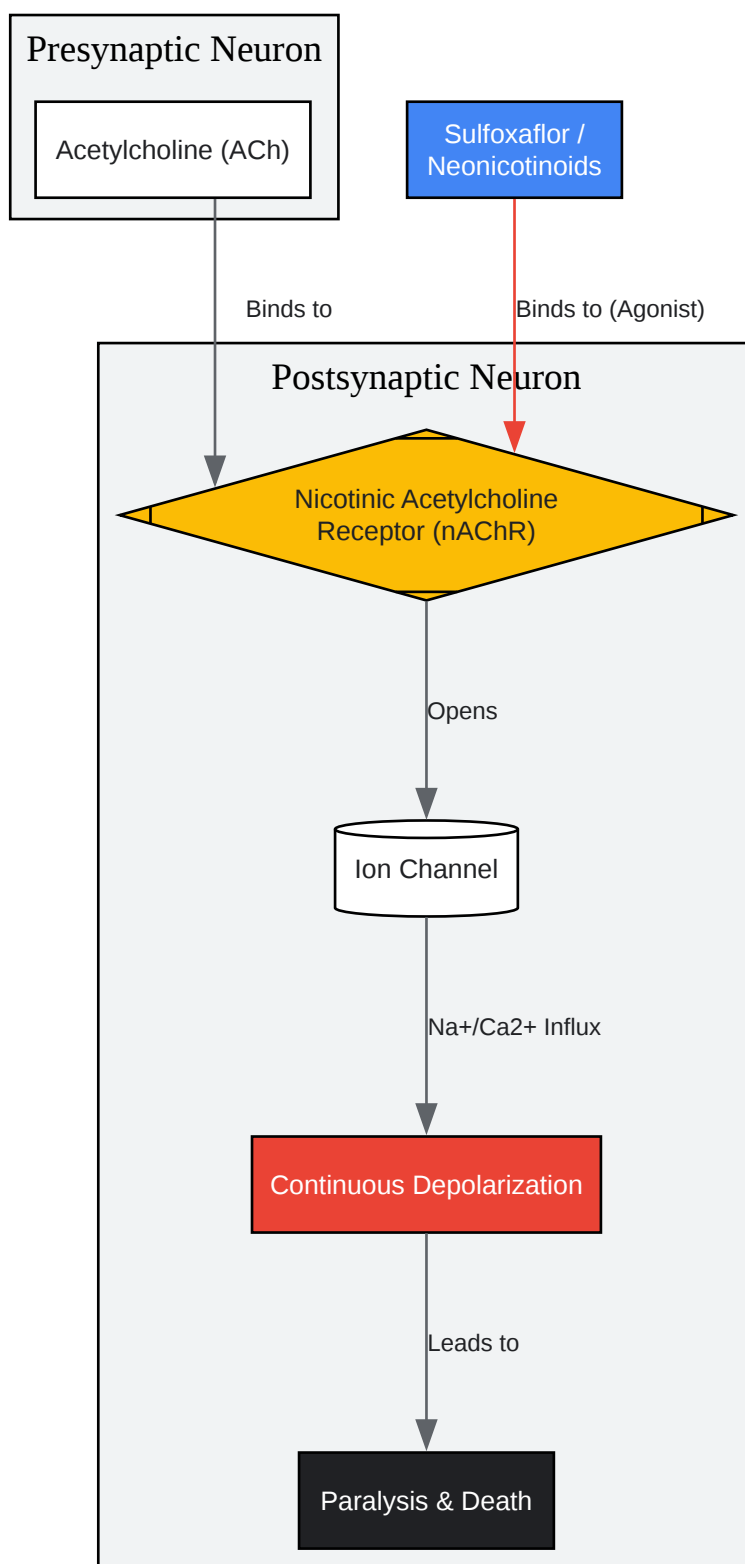 Presynaptic Neuron
Acetylcholine (ACh)
Sulfoxaflor /
Neonicotinoids
Binds to
Binds to (Agonist)
Postsynaptic Neuron
Nicotinic Acetylcholine
Receptor (nAChR)
Opens
Ion Channel
Na+/Ca2+ Influx
Continuous Depolarization
Leads to
Paralysis & Death